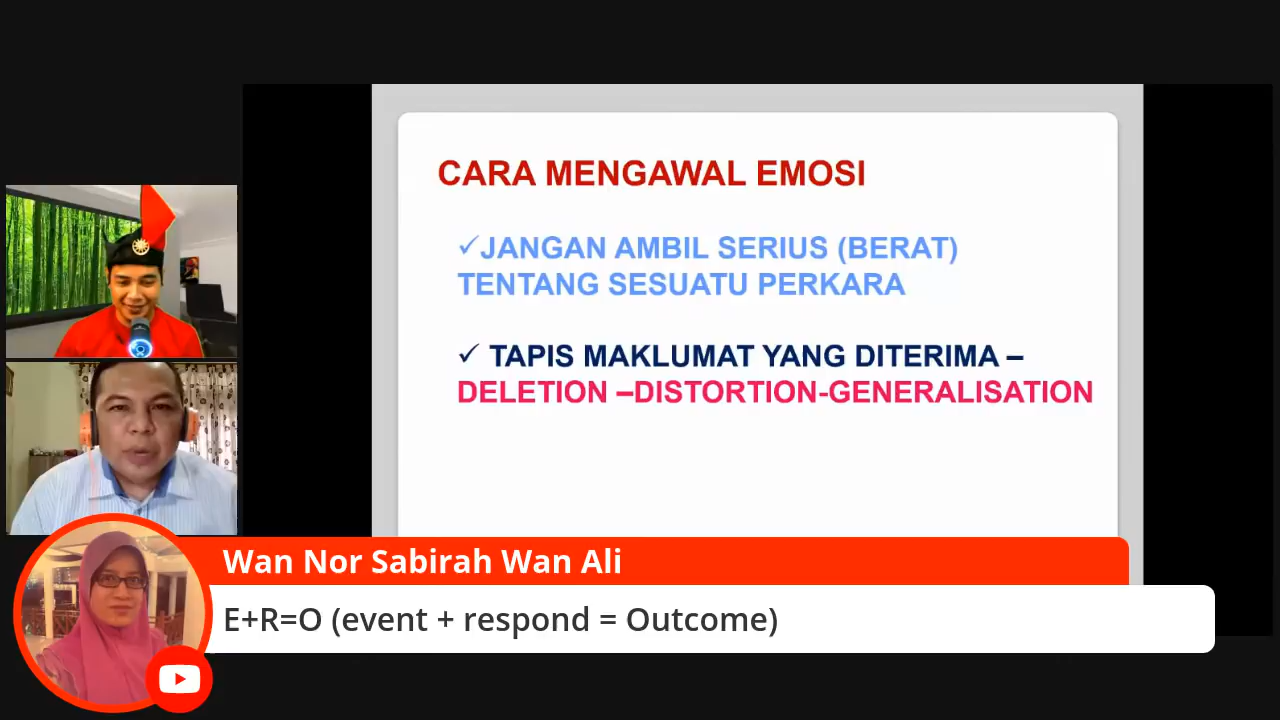 CARA MENGAWAL EMOSI
✓JANGAN AMBIL SERIUS (BERAT)
TENTANG SESUATU PERKARA
✓ TAPIS MAKLUMAT YANG DITERIMA –
DELETION –DISTORTION-GENERALISATION
Wan Nor Sabirah Wan Ali
E+R=O (event + respond = Outcome)